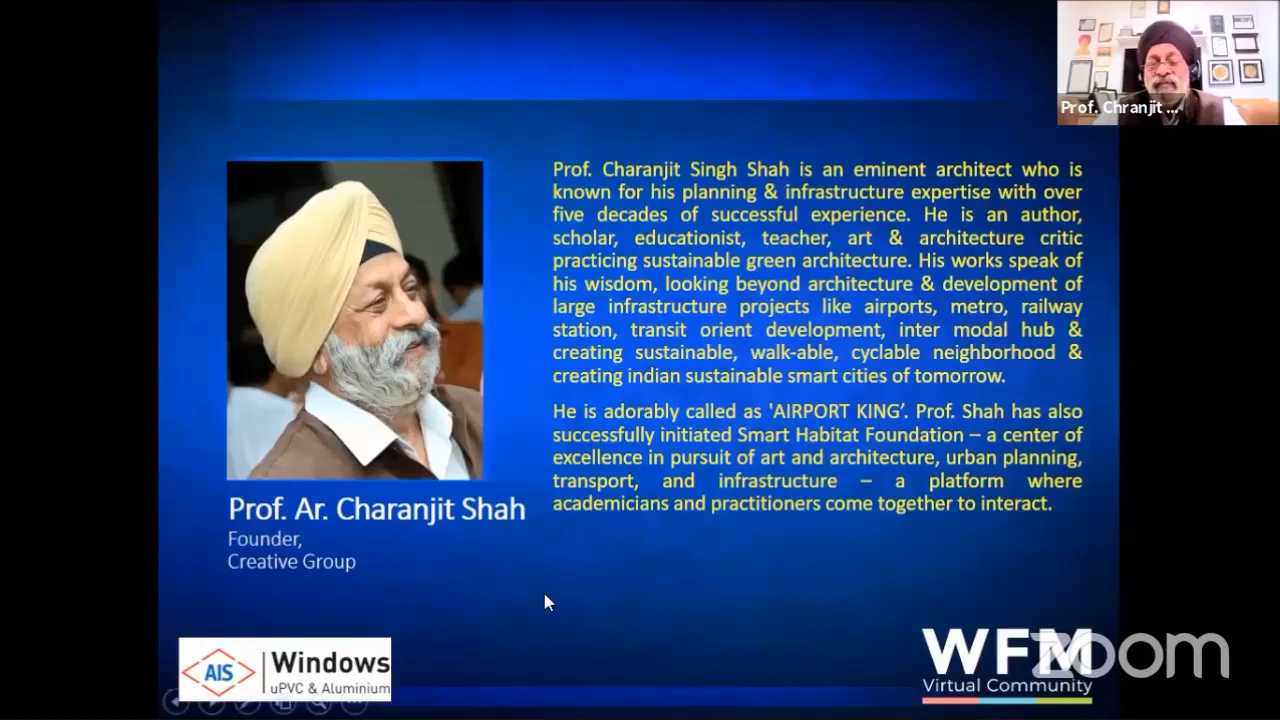 Prof. Chranjit ...
Prof. Charanjit Singh Shah is an eminent architect who is
known for his planning & infrastructure expertise with over
five decades of successful experience. He is an author,
scholar, educationist, teacher, art & architecture critic
practicing sustainable green architecture. His works speak of
his wisdom, looking beyond architecture & development of
large infrastructure projects like airports, metro, railway
station, transit orient development, inter modal hub &
creating sustainable, walk-able, cyclable neighborhood &
creating indian sustainable smart cities of tomorrow.
He is adorably called as 'AIRPORT KING’. Prof. Shah has also
successfully initiated Smart Habitat Foundation – a center of
excellence in pursuit of art and architecture, urban planning,
transport, and infrastructure – a platform where
academicians and practitioners come together to interact.
Prof. Ar. Charanjit Shah
Founder,
Creative Group
AIS
Windows
uPVC & Aluminium
WFM
Virtual Community
zoom